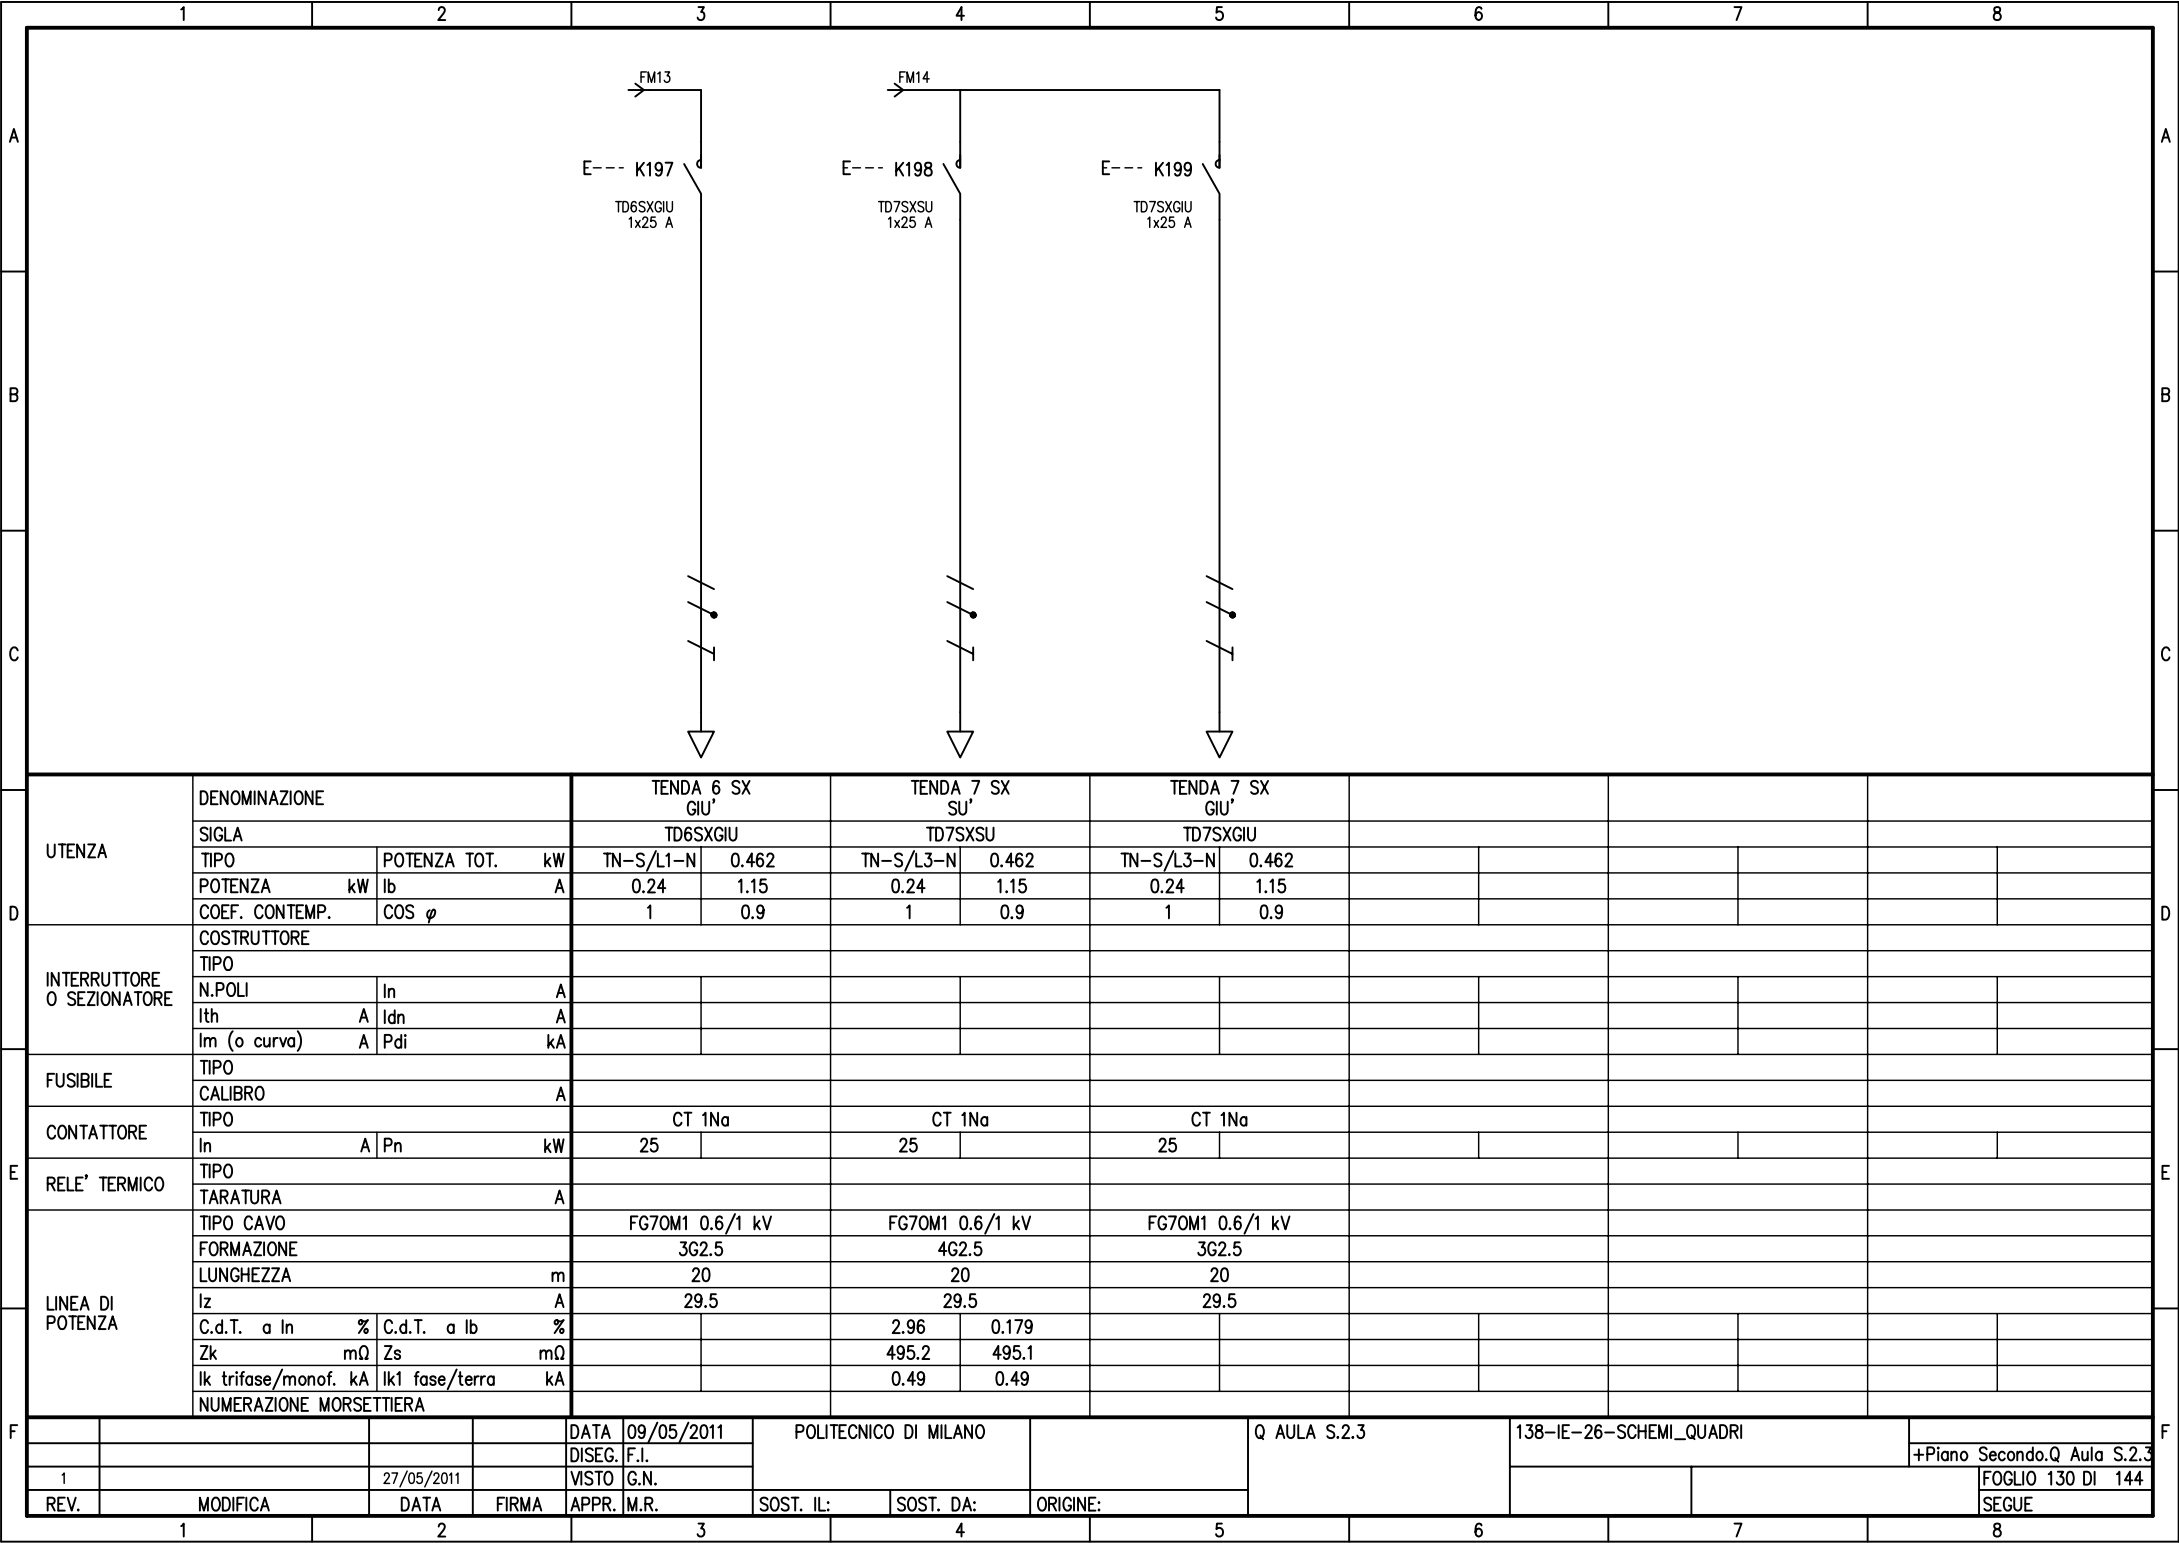 1 2 3 4 5 6 7 8
FM13 FM14
A A
E--- K197 E--- K198 E--- K199
TD6SXGIU TD7SXSU TD7SXGIU
1x25 A 1x25 A 1x25 A
B B
C C
UTENZA
DENOMINAZIONE TENDA 6 SX GIU' TENDA 7 SX SU' TENDA 7 SX GIU'
SIGLA TD6SXGIU TD7SXSU TD7SXGIU
TIPO POTENZA TOT. kW TN-S/L1-N 0.462 TN-S/L3-N 0.462 TN-S/L3-N 0.462
POTENZA kW Ib A 0.24 1.15 0.24 1.15 0.24 1.15
D D
COEF. CONTEMP. COS φ 1 0.9 1 0.9 1 0.9
INTERRUTTORE
O SEZIONATORE
COSTRUTTORE
TIPO
N.POLI In A
Ith A Idn A
Im (o curva) A Pdi kA
FUSIBILE
TIPO
CALIBRO A
CONTATTORE
TIPO CT 1Na CT 1Na CT 1Na
In A Pn kW 25 25 25
E E
RELE' TERMICO
TIPO
TARATURA A
LINEA DI
POTENZA
TIPO CAVO FG7OM1 0.6/1 kV FG7OM1 0.6/1 kV FG7OM1 0.6/1 kV
FORMAZIONE 3G2.5 4G2.5 3G2.5
LUNGHEZZA m 20 20 20
Iz A 29.5 29.5 29.5
C.d.T. a In % C.d.T. a Ib % 2.96 0.179
Zk mΩ Zs mΩ 495.2 495.1
Ik trifase/monof. kA Ik1 fase/terra kA 0.49 0.49
NUMERAZIONE MORSETTIERA
F F
DATA 09/05/2011 POLITECNICO DI MILANO Q AULA S.2.3 138-IE-26-SCHEMI_QUADRI
DISEG. F.I. +Piano Secondo.Q Aula S.2.3
1 27/05/2011 VISTO G.N. FOGLIO 130 DI 144
REV. MODIFICA DATA FIRMA APPR. M.R. SOST. IL: SOST. DA: ORIGINE: SEGUE
1 2 3 4 5 6 7 8